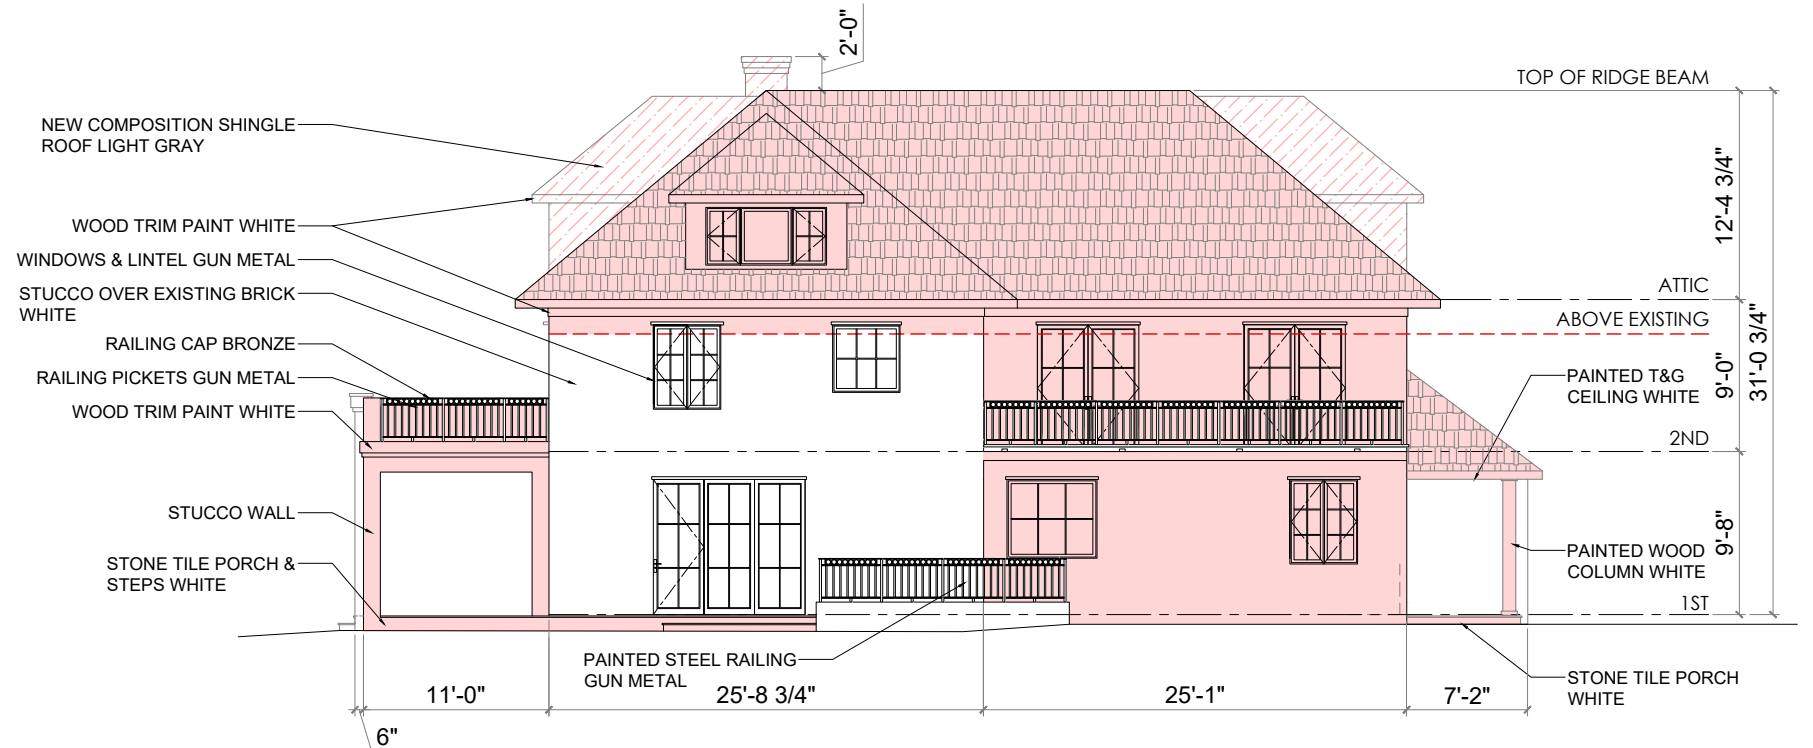 2'-0"
TOP OF RIDGE BEAM
NEW COMPOSITION SHINGLE
ROOF LIGHT GRAY
12'-4 3/4"
WOOD TRIM PAINT WHITE
WINDOWS & LINTEL GUN METAL
STUCCO OVER EXISTING BRICK
WHITE
ATTIC
ABOVE EXISTING
RAILING CAP BRONZE
RAILING PICKETS GUN METAL
WOOD TRIM PAINT WHITE
9'-0"
31'-0 3/4"
PAINTED T&G
CEILING WHITE
2ND
STUCCO WALL
STONE TILE PORCH &
STEPS WHITE
9'-8"
PAINTED WOOD
COLUMN WHITE
1ST
PAINTED STEEL RAILING
GUN METAL
STONE TILE PORCH
WHITE
11'-0"
25'-8 3/4"
25'-1"
7'-2"
6"